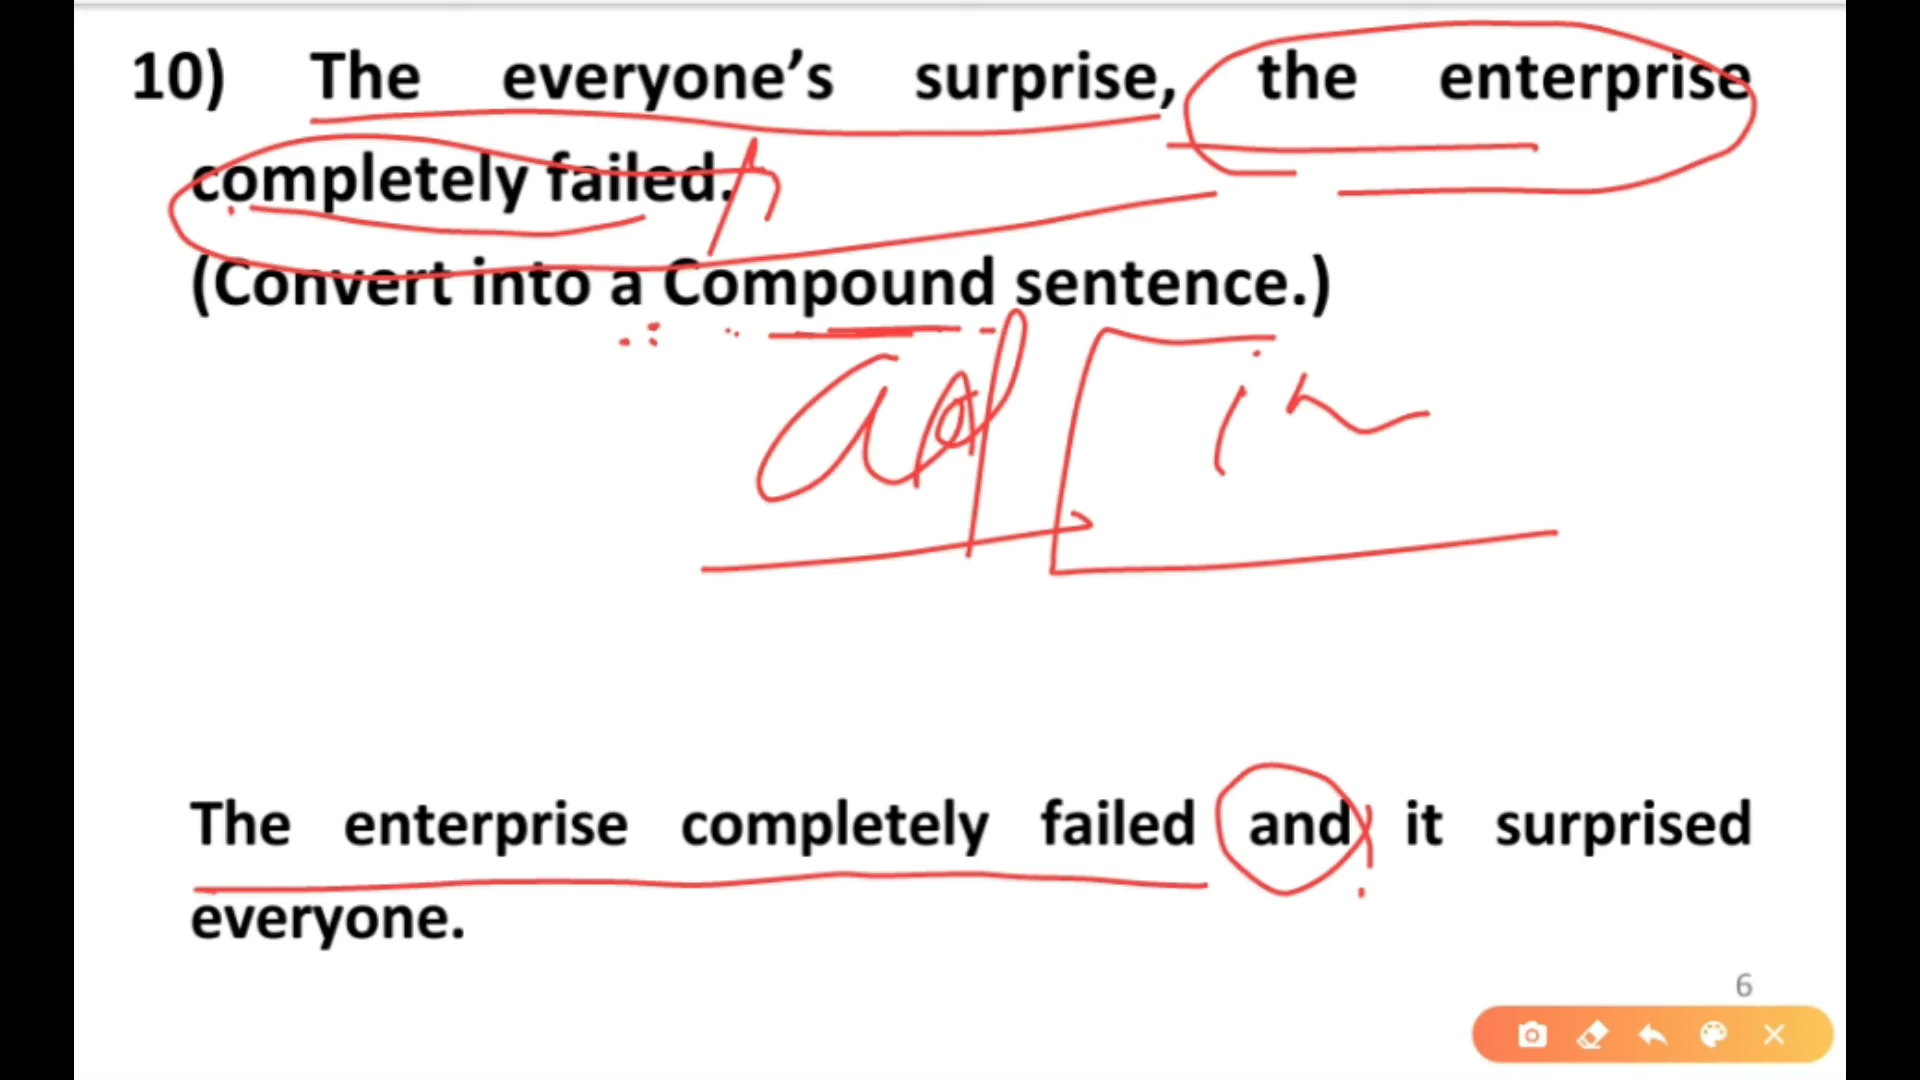 10) The everyone’s surprise, the enterprise
completely failed.
(Convert into a Compound sentence.)
The enterprise completely failed and it surprised
everyone.
6